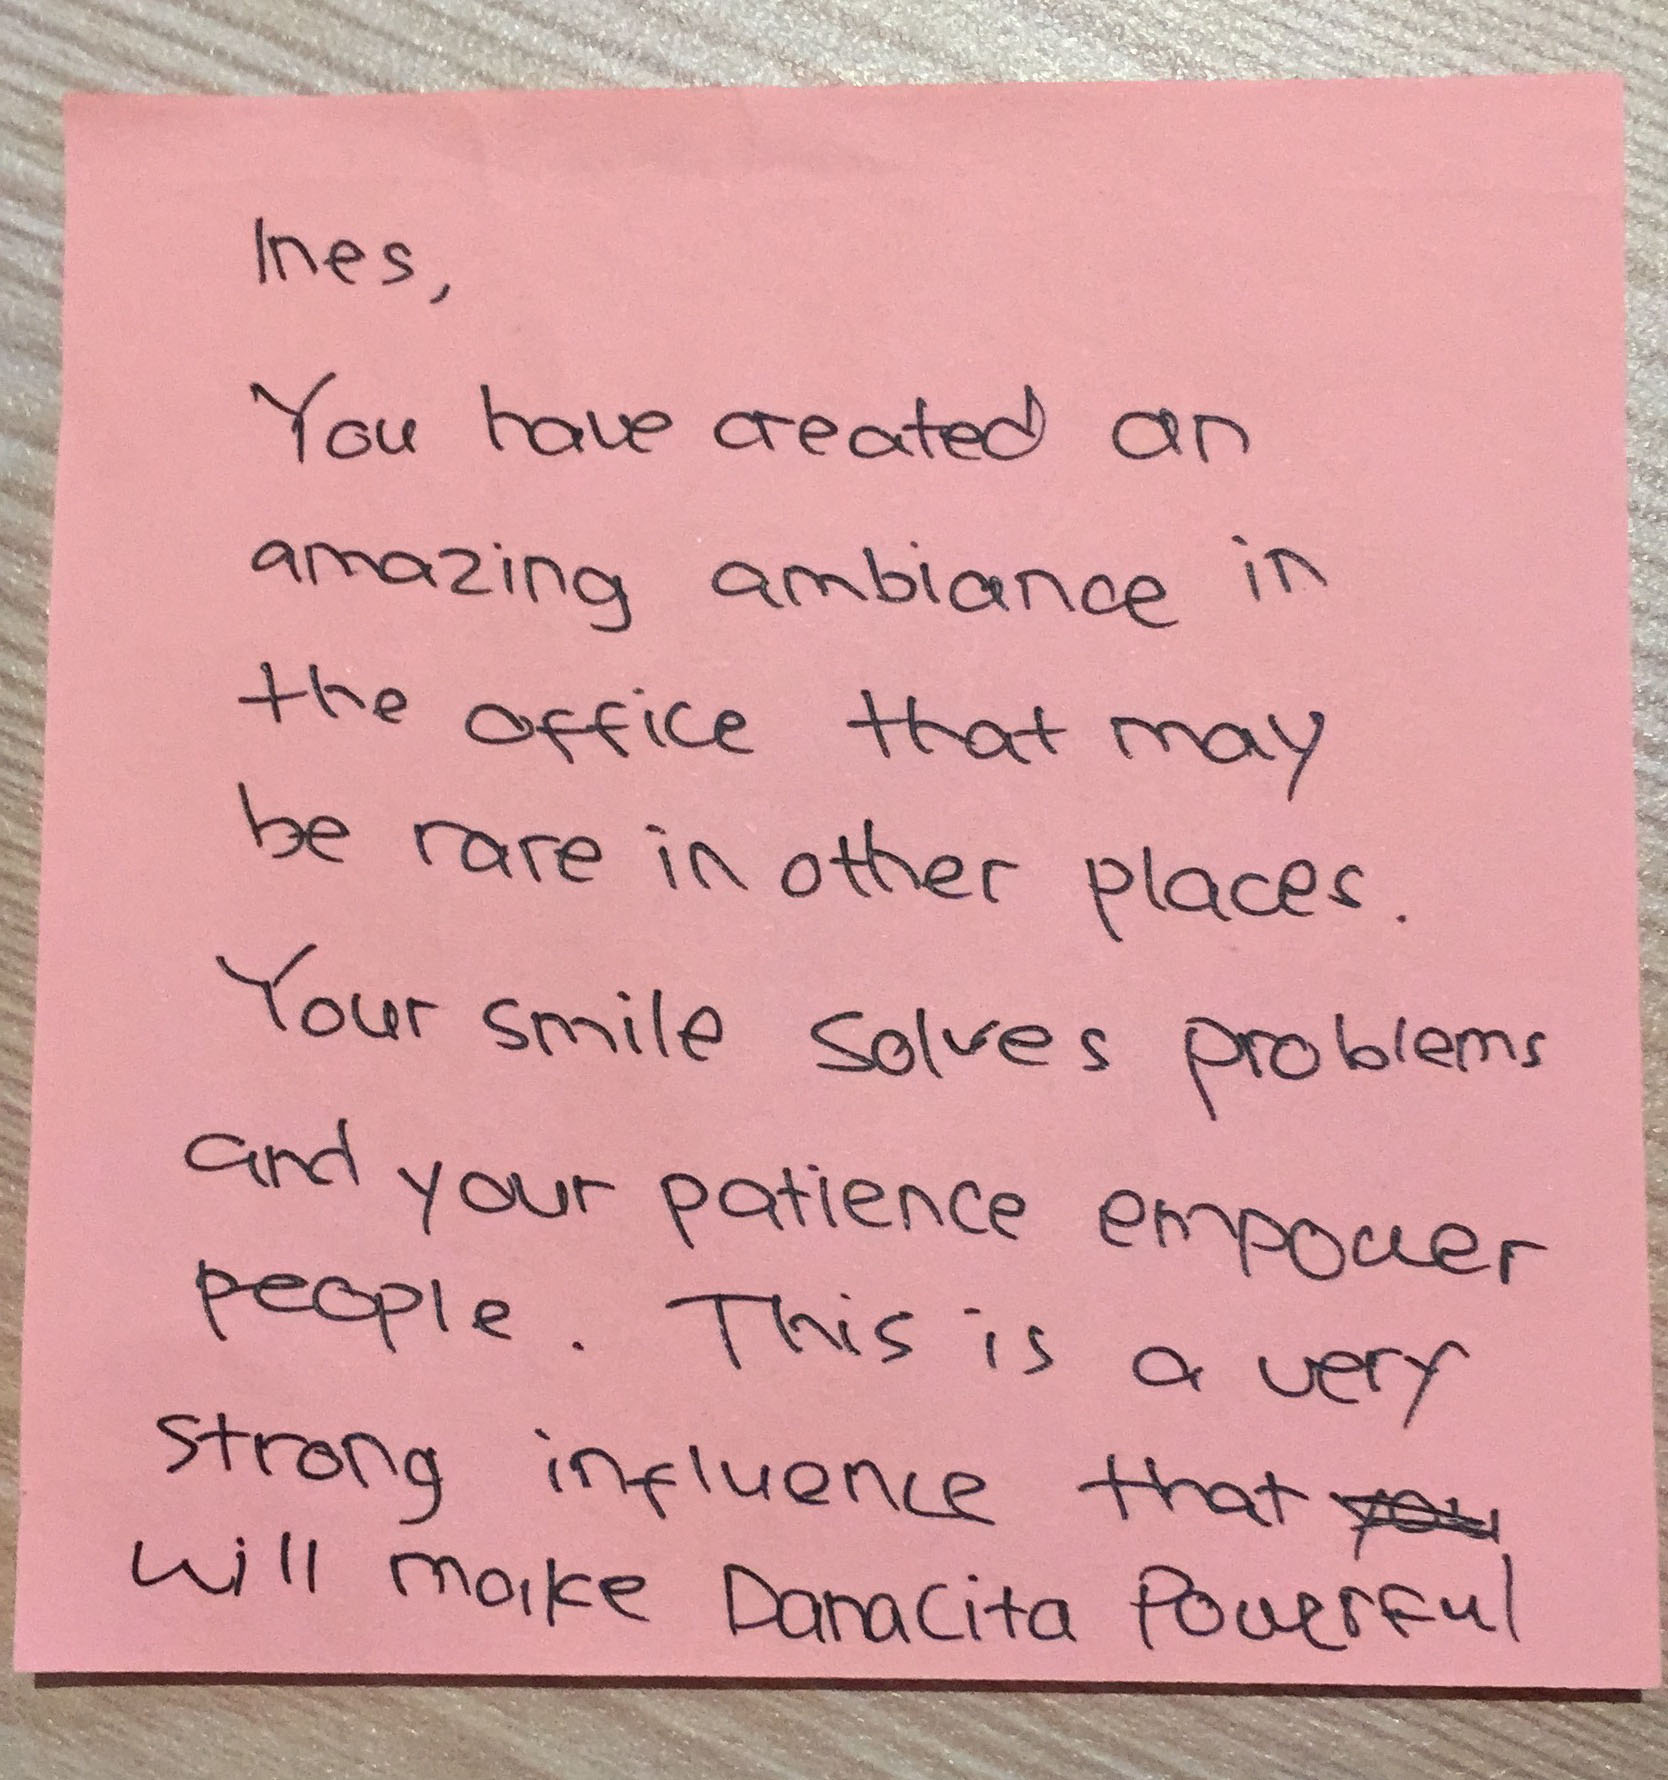 Ines,
You have created an
amazing ambiance in
the office that may
be rare in other places.
Your smile solves problems
and your patience empower
people. This is a very
strong influence that you
will make DanaCita Powerful